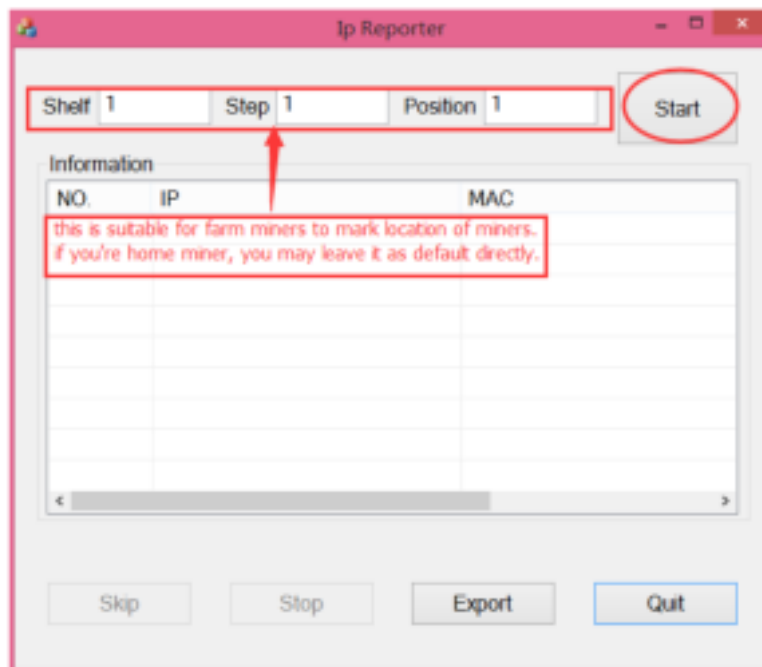 Ip Reporter
Shelf 1 Step 1 Position 1 Start
Information
NO. IP MAC
this is suitable for farm miners to mark location of miners.
if you're home miner, you may leave it as default directly.
Skip Stop Export Quit